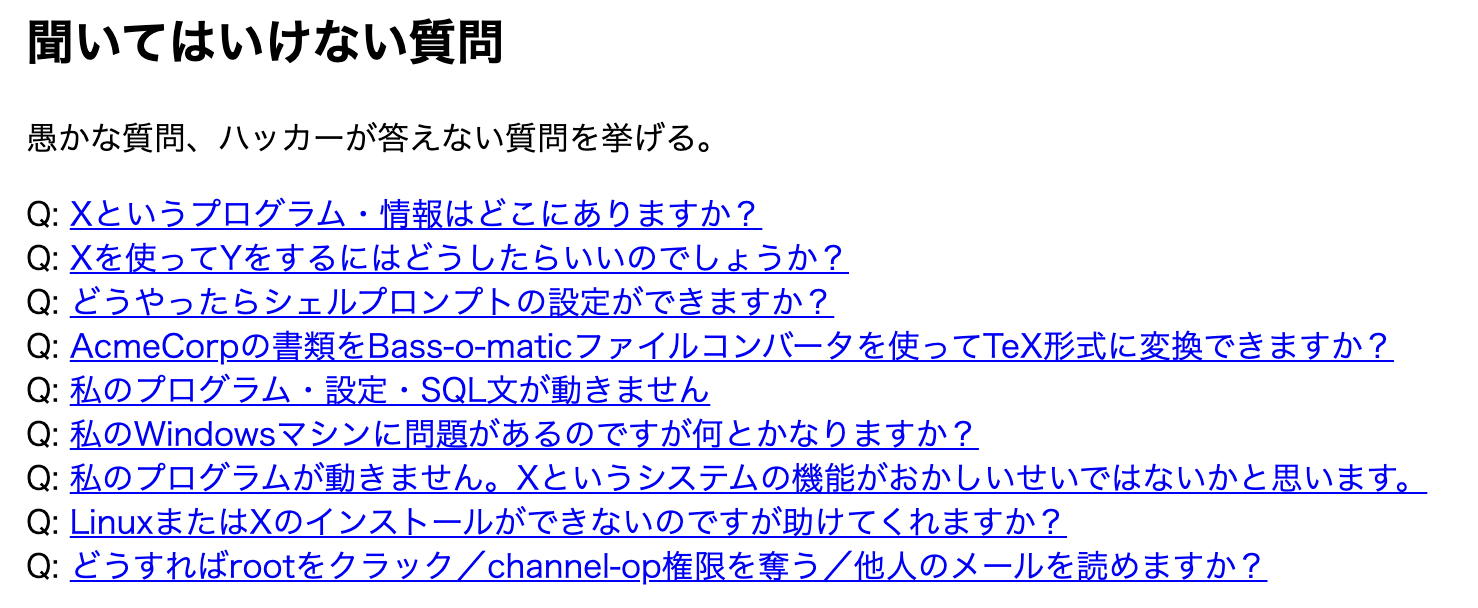 聞いてはいけない質問
愚かな質問、ハッカーが答えない質問を挙げる。
Q: Xというプログラム・情報はどこにありますか？
Q: Xを使ってYをするにはどうしたらいいのでしょうか？
Q: どうやったらシェルプロンプトの設定ができますか？
Q: AcmeCorpの書類をBass-o-maticファイルコンバータを使ってTeX形式に変換できますか？
Q: 私のプログラム・設定・SQL文が動きません
Q: 私のWindowsマシンに問題があるのですが何とかなりますか？
Q: 私のプログラムが動きません。Xというシステムの機能がおかしいせいではないかと思います。
Q: LinuxまたはXのインストールができないのですが助けてくれますか？
Q: どうすればrootをクラック／channel-op権限を奪う／他人のメールを読めますか？